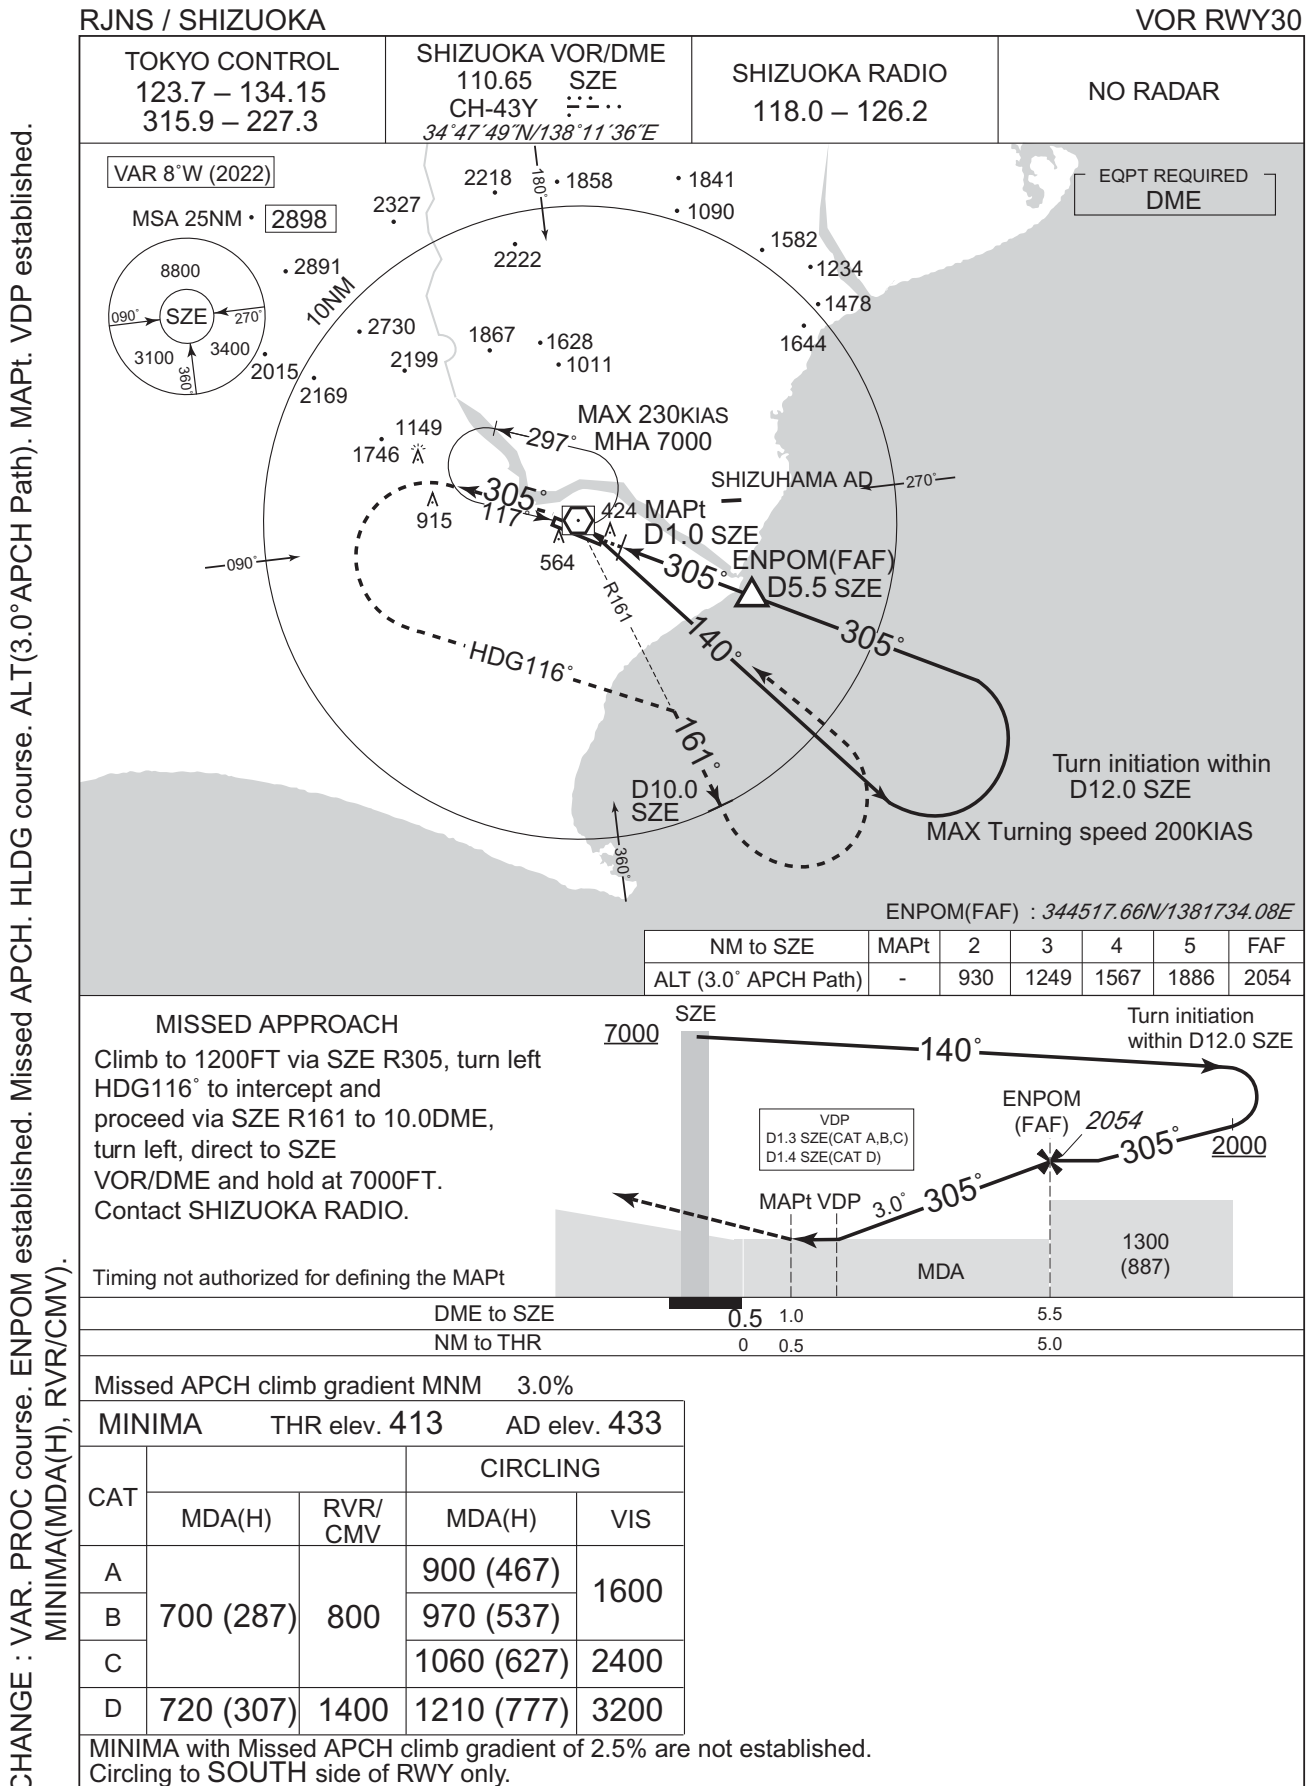 RJNS / SHIZUOKA
VOR RWY30
TOKYO CONTROL
123.7 – 134.15
315.9 – 227.3
SHIZUOKA VOR/DME
110.65 SZE
CH-43Y
34°47´49˝N/138°11´36˝E
SHIZUOKA RADIO
118.0 – 126.2
NO RADAR
VAR 8°W (2022)
MSA 25NM
2898
8800
SZE
090°
270°
3100
3400
360°
EQPT REQUIRED
DME
2218
1858
1841
2327
180°
1090
2222
1582
2891
1234
10NM
1478
2730
1867
1628
1644
2199
1011
2015
2169
MAX 230KIAS
MHA 7000
1149
297°
1746
SHIZUHAMA AD
270°
305°
915
117°
424
MAPt
D1.0 SZE
564
ENPOM(FAF)
D5.5 SZE
090°
305°
R161
140°
305°
HDG116°
161°
D10.0
SZE
Turn initiation within
D12.0 SZE
MAX Turning speed 200KIAS
360°
ENPOM(FAF) : 344517.66N/1381734.08E
NM to SZE MAPt 2 3 4 5 FAF
ALT (3.0° APCH Path) - 930 1249 1567 1886 2054
MISSED APPROACH
Climb to 1200FT via SZE R305, turn left
HDG116° to intercept and
proceed via SZE R161 to 10.0DME,
turn left, direct to SZE
VOR/DME and hold at 7000FT.
Contact SHIZUOKA RADIO.
Timing not authorized for defining the MAPt
SZE
7000
140°
Turn initiation
within D12.0 SZE
ENPOM
(FAF)
2054
VDP
D1.3 SZE(CAT A,B,C)
D1.4 SZE(CAT D)
305°
2000
MAPt VDP
3.0°
305°
1300
(887)
MDA
DME to SZE 0.5 1.0 5.5
NM to THR 0 0.5 5.0
Missed APCH climb gradient MNM 3.0%
MINIMA THR elev. 413 AD elev. 433
CAT
CIRCLING
MDA(H)
RVR/
CMV
MDA(H)
VIS
A 900 (467)
1600
B 700 (287) 800 970 (537)
C 1060 (627) 2400
D 720 (307) 1400 1210 (777) 3200
MINIMA with Missed APCH climb gradient of 2.5% are not established.
Circling to SOUTH side of RWY only.
CHANGE : VAR. PROC course. ENPOM established. Missed APCH. HLDG course. ALT(3.0°APCH Path). MAPt. VDP established.
MINIMA(MDA(H), RVR/CMV).